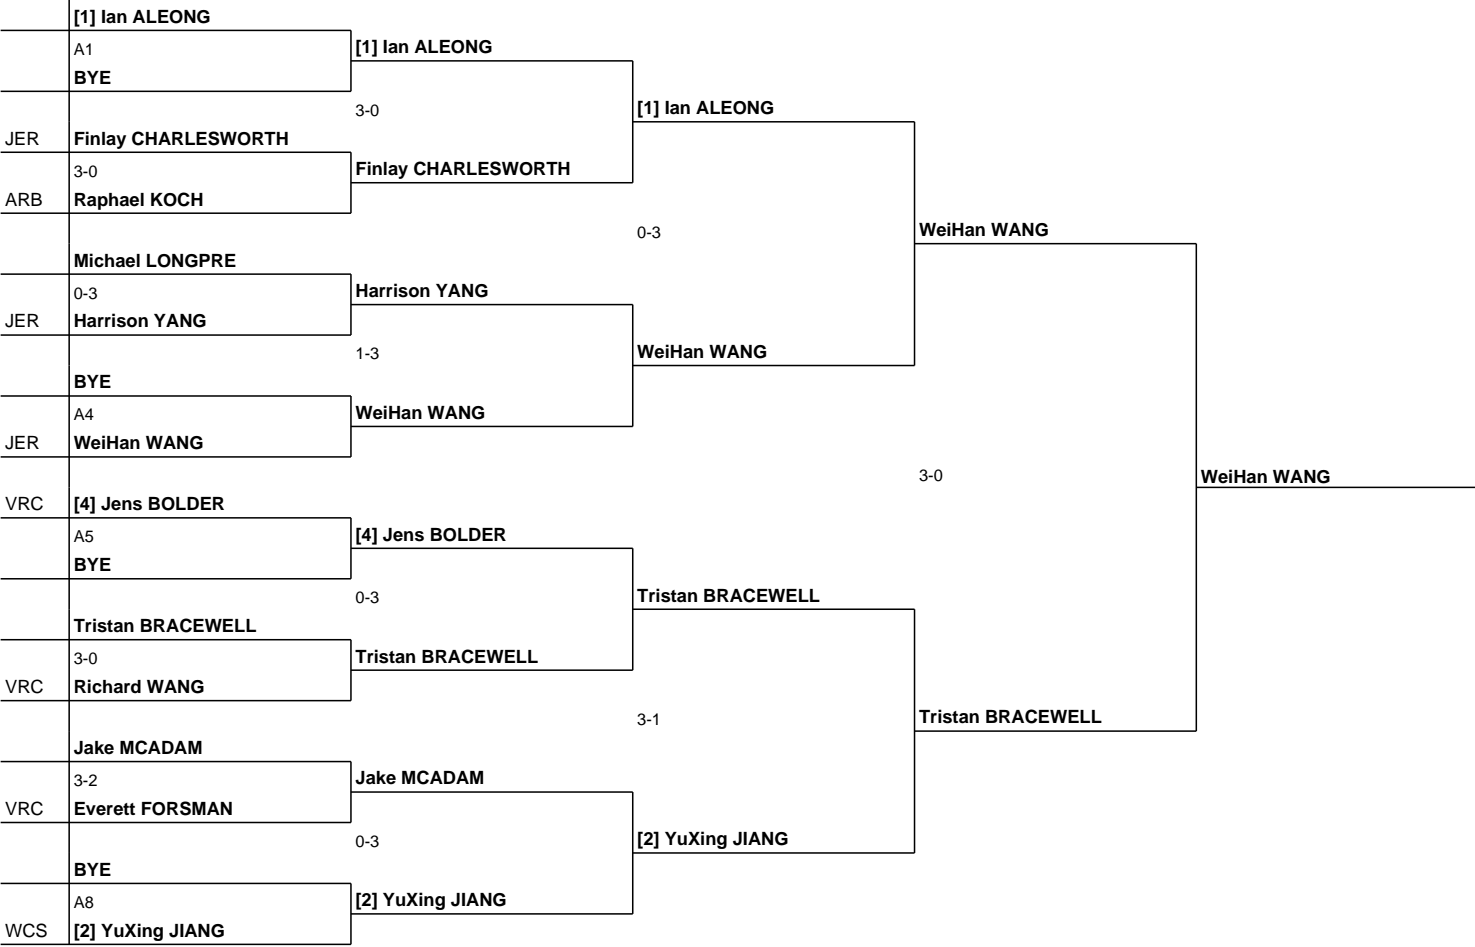 [1] Ian ALEONG
A1
[1] Ian ALEONG
BYE
3-0
[1] Ian ALEONG
JER Finlay CHARLESWORTH
3-0
Finlay CHARLESWORTH
ARB Raphael KOCH
0-3
WeiHan WANG
Michael LONGPRE
0-3
Harrison YANG
JER Harrison YANG
1-3
WeiHan WANG
BYE
A4
WeiHan WANG
JER WeiHan WANG
3-0
WeiHan WANG
VRC [4] Jens BOLDER
A5
[4] Jens BOLDER
BYE
0-3
Tristan BRACEWELL
Tristan BRACEWELL
3-0
Tristan BRACEWELL
VRC Richard WANG
3-1
Tristan BRACEWELL
Jake MCADAM
3-2
Jake MCADAM
VRC Everett FORSMAN
0-3
[2] YuXing JIANG
BYE
A8
[2] YuXing JIANG
WCS [2] YuXing JIANG